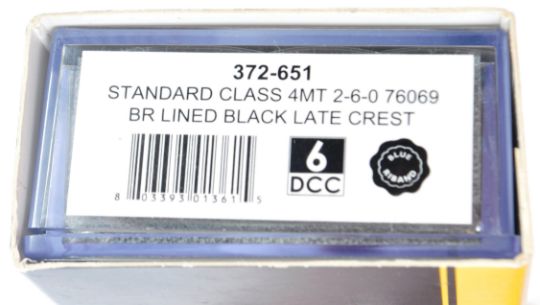 372-651
STANDARD CLASS 4MT 2-6-0 76069
BR LINED BLACK LATE CREST
6
DCC
BLUE
RIBAND
8 03393 01361 5